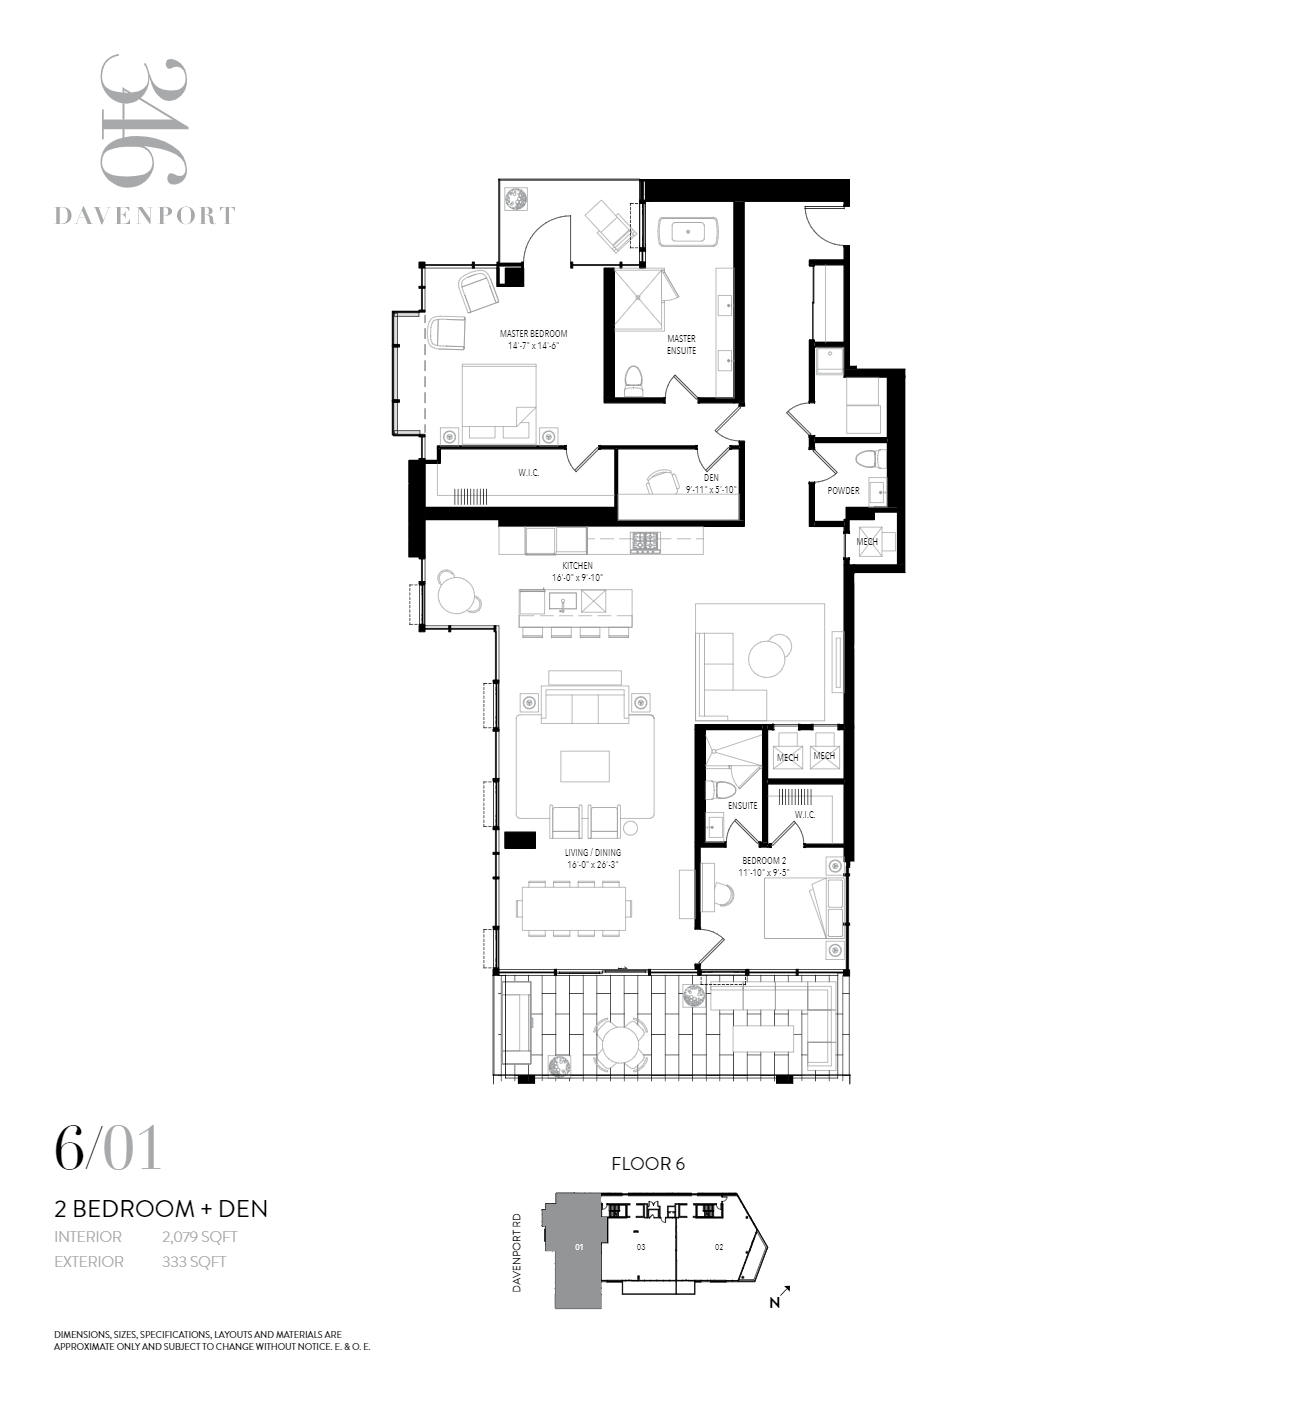 346
DAVENPORT
MASTER BEDROOM
14'-7" x 14'-6"
MASTER
ENSUITE
W.I.C.
DEN
9'-11" x 5'-10"
POWDER
MECH
KITCHEN
16'-0" x 9'-10"
MECH
MECH
ENSUITE
W.I.C.
LIVING / DINING
16'-0" x 26'-3"
BEDROOM 2
11'-10" x 9'-5"
6/01
2 BEDROOM + DEN
INTERIOR 2,079 SQFT
EXTERIOR 333 SQFT
FLOOR 6
DAVENPORT RD
01
03
02
N
DIMENSIONS, SIZES, SPECIFICATIONS, LAYOUTS AND MATERIALS ARE
APPROXIMATE ONLY AND SUBJECT TO CHANGE WITHOUT NOTICE. E. & O. E.